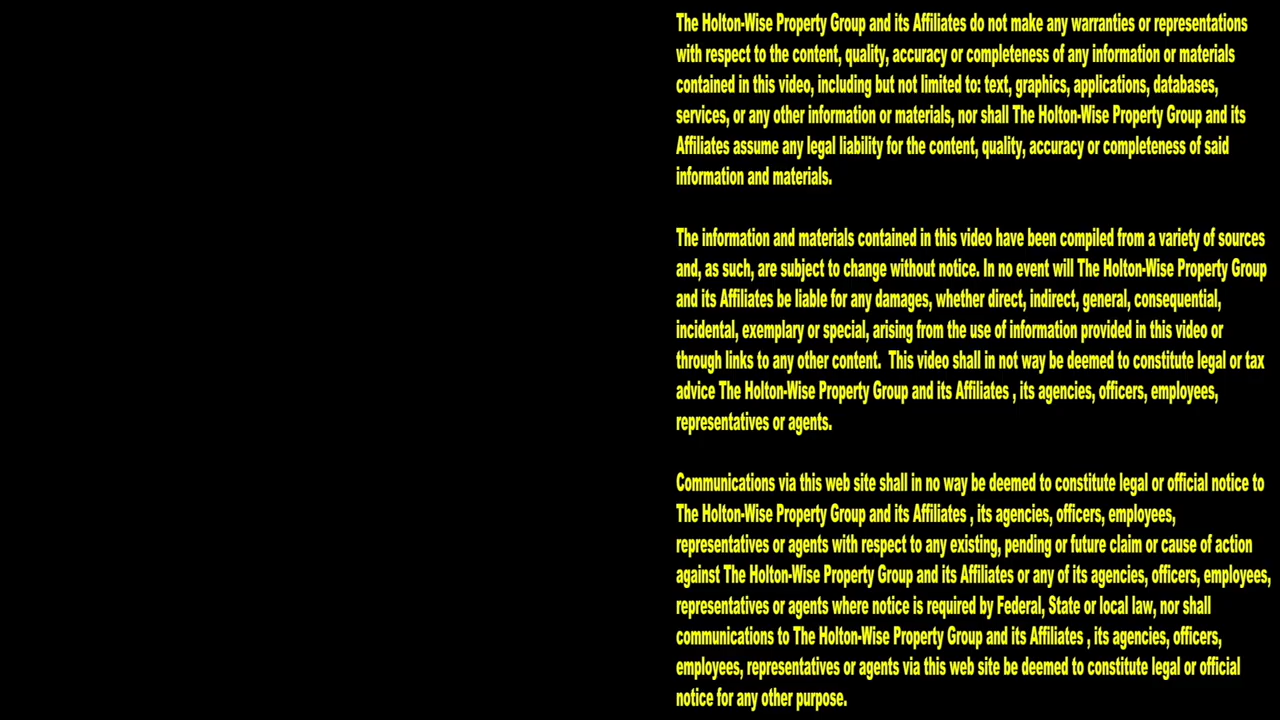 The Holton-Wise Property Group and its Affiliates do not make any warranties or representations
with respect to the content, quality, accuracy or completeness of any information or materials
contained in this video, including but not limited to: text, graphics, applications, databases,
services, or any other information or materials, nor shall The Holton-Wise Property Group and its
Affiliates assume any legal liability for the content, quality, accuracy or completeness of said
information and materials.
The information and materials contained in this video have been compiled from a variety of sources
and, as such, are subject to change without notice. In no event will The Holton-Wise Property Group
and its Affiliates be liable for any damages, whether direct, indirect, general, consequential,
incidental, exemplary or special, arising from the use of information provided in this video or
through links to any other content.  This video shall in not way be deemed to constitute legal or tax
advice The Holton-Wise Property Group and its Affiliates , its agencies, officers, employees,
representatives or agents.
Communications via this web site shall in no way be deemed to constitute legal or official notice to
The Holton-Wise Property Group and its Affiliates , its agencies, officers, employees,
representatives or agents with respect to any existing, pending or future claim or cause of action
against The Holton-Wise Property Group and its Affiliates or any of its agencies, officers, employees,
representatives or agents where notice is required by Federal, State or local law, nor shall
communications to The Holton-Wise Property Group and its Affiliates , its agencies, officers,
employees, representatives or agents via this web site be deemed to constitute legal or official
notice for any other purpose.